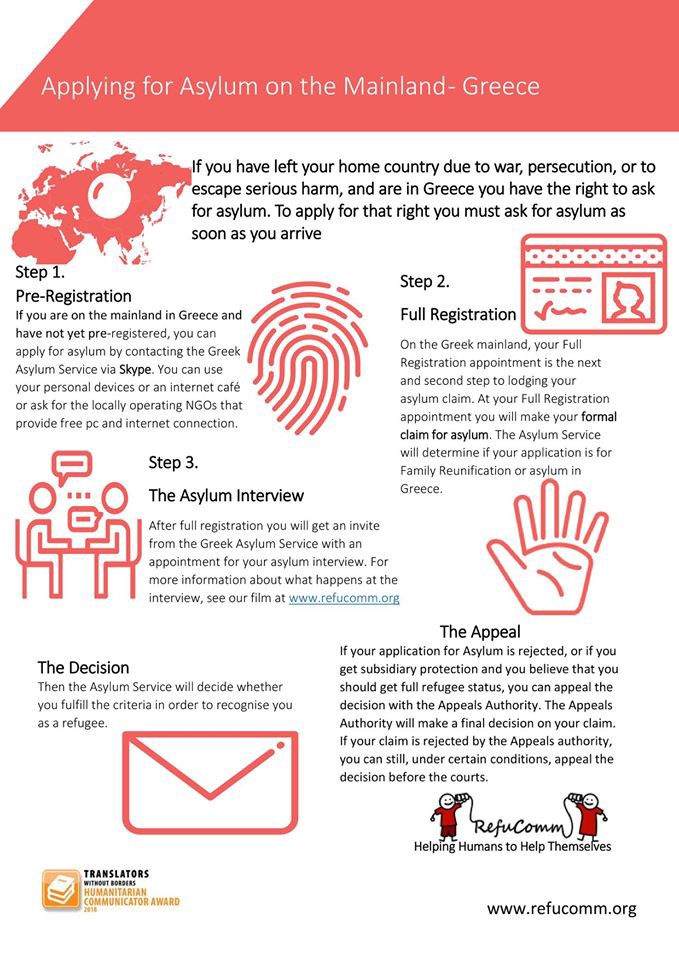 Applying for Asylum on the Mainland- Greece
If you have left your home country due to war, persecution, or to
escape serious harm, and are in Greece you have the right to ask
for asylum. To apply for that right you must ask for asylum as
soon as you arrive
Step 1.
Pre-Registration
If you are on the mainland in Greece and
have not yet pre-registered, you can
apply for asylum by contacting the Greek
Asylum Service via Skype. You can use
your personal devices or an internet café
or ask for the locally operating NGOs that
provide free pc and internet connection.
Step 2.
Full Registration
On the Greek mainland, your Full
Registration appointment is the next
and second step to lodging your
asylum claim. At your Full Registration
appointment you will make your formal
claim for asylum. The Asylum Service
will determine if your application is for
Family Reunification or asylum in
Greece.
Step 3.
The Asylum Interview
After full registration you will get an invite
from the Greek Asylum Service with an
appointment for your asylum interview. For
more information about what happens at the
interview, see our film at www.refucomm.org
The Decision
Then the Asylum Service will decide whether
you fulfill the criteria in order to recognise you
as a refugee.
The Appeal
If your application for Asylum is rejected, or if you
get subsidiary protection and you believe that you
should get full refugee status, you can appeal the
decision with the Appeals Authority. The Appeals
Authority will make a final decision on your claim.
If your claim is rejected by the Appeals authority,
you can still, under certain conditions, appeal the
decision before the courts.
RefuComm
Helping Humans to Help Themselves
TRANSLATORS
WITHOUT BORDERS
HUMANITARIAN
COMMUNICATOR AWARD
2018
www.refucomm.org